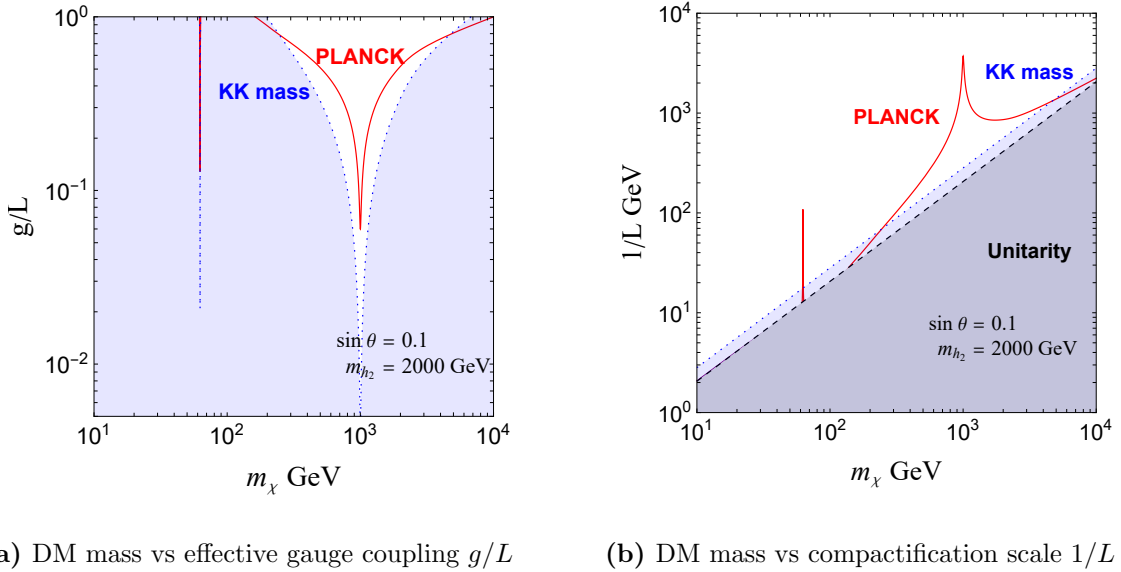 10^0
10^{-1}
10^{-2}
g/L
PLANCK
KK mass
sin θ = 0.1
m_{h_2} = 2000 GeV
10^1 10^2 10^3 10^4
m_χ GeV
10^4
10^3
10^2
10^1
10^0
1/L GeV
KK mass
PLANCK
Unitarity
sin θ = 0.1
m_{h_2} = 2000 GeV
10^1 10^2 10^3 10^4
m_χ GeV
a) DM mass vs effective gauge coupling g/L
(b) DM mass vs compactification scale 1/L